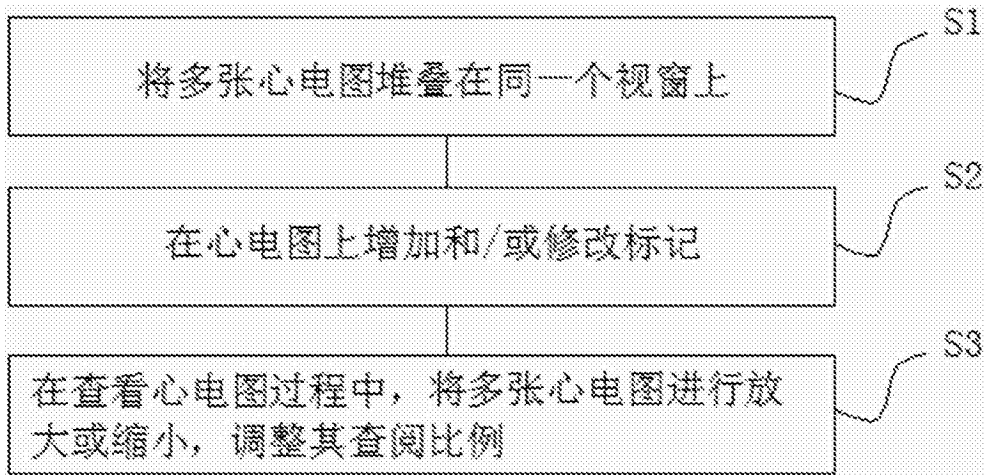 S1
将多张心电图堆叠在同一个视窗上
S2
在心电图上增加和/或修改标记
S3
在查看心电图过程中，将多张心电图进行放
大或缩小，调整其查阅比例